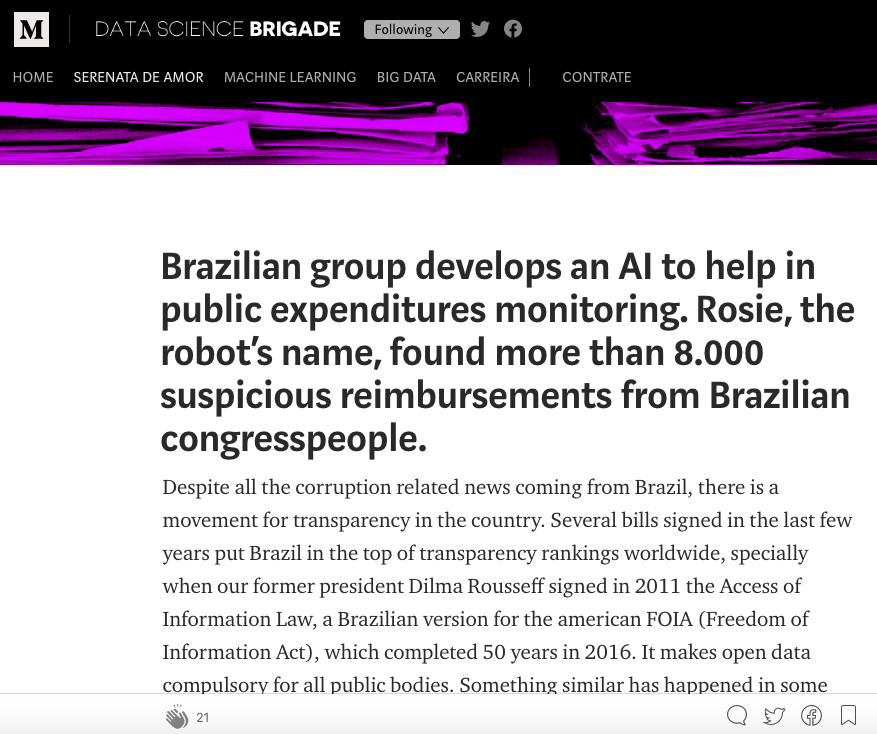 M DATA SCIENCE BRIGADE Following
HOME SERENATA DE AMOR MACHINE LEARNING BIG DATA CARREIRA CONTRATE
Brazilian group develops an AI to help in
public expenditures monitoring. Rosie, the
robot’s name, found more than 8.000
suspicious reimbursements from Brazilian
congresspeople.
Despite all the corruption related news coming from Brazil, there is a
movement for transparency in the country. Several bills signed in the last few
years put Brazil in the top of transparency rankings worldwide, specially
when our former president Dilma Rousseff signed in 2011 the Access of
Information Law, a Brazilian version for the american FOIA (Freedom of
Information Act), which completed 50 years in 2016. It makes open data
compulsory for all public bodies. Something similar has happened in some
21